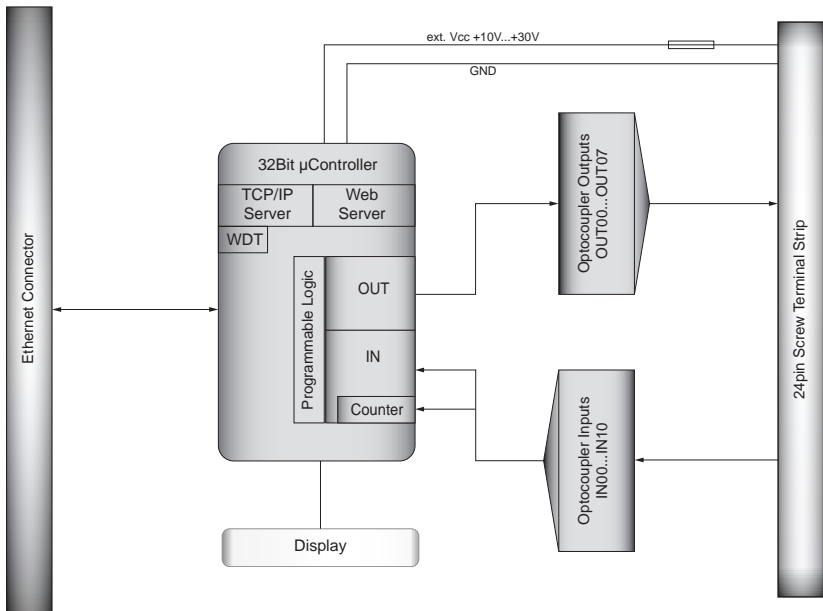 ext. Vcc +10V...+30V
GND
Ethernet Connector
32Bit µController
TCP/IP
Server
Web
Server
WDT
Programmable Logic
OUT
IN
Counter
Display
Optocoupler Outputs
OUT00...OUT07
Optocoupler Inputs
IN00...IN10
24pin Screw Terminal Strip